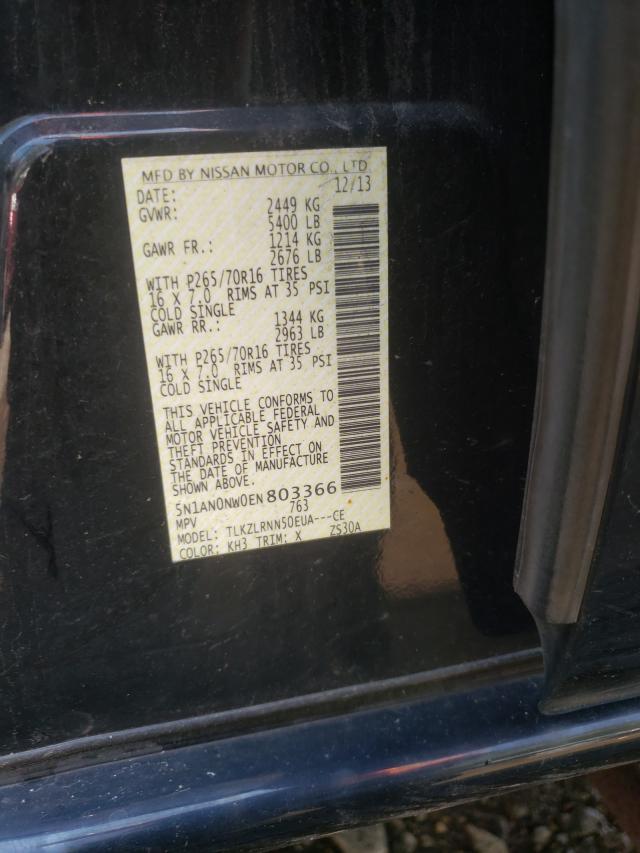 MFD BY NISSAN MOTOR CO., LTD
DATE: 12/13
GVWR: 2449 KG
5400 LB
GAWR FR.: 1214 KG
2676 LB
WITH P265/70R16 TIRES
16 X 7.0 RIMS AT 35 PSI
COLD SINGLE
GAWR RR.: 1344 KG
2963 LB
WITH P265/70R16 TIRES
16 X 7.0 RIMS AT 35 PSI
COLD SINGLE
THIS VEHICLE CONFORMS TO
ALL APPLICABLE FEDERAL
MOTOR VEHICLE SAFETY AND
THEFT PREVENTION
STANDARDS IN EFFECT ON
THE DATE OF MANUFACTURE
SHOWN ABOVE.
5N1AN0NW0EN803366
MPV 763
MODEL: TLKZLRNN50EUA---CE
COLOR: KH3 TRIM: X ZS30A